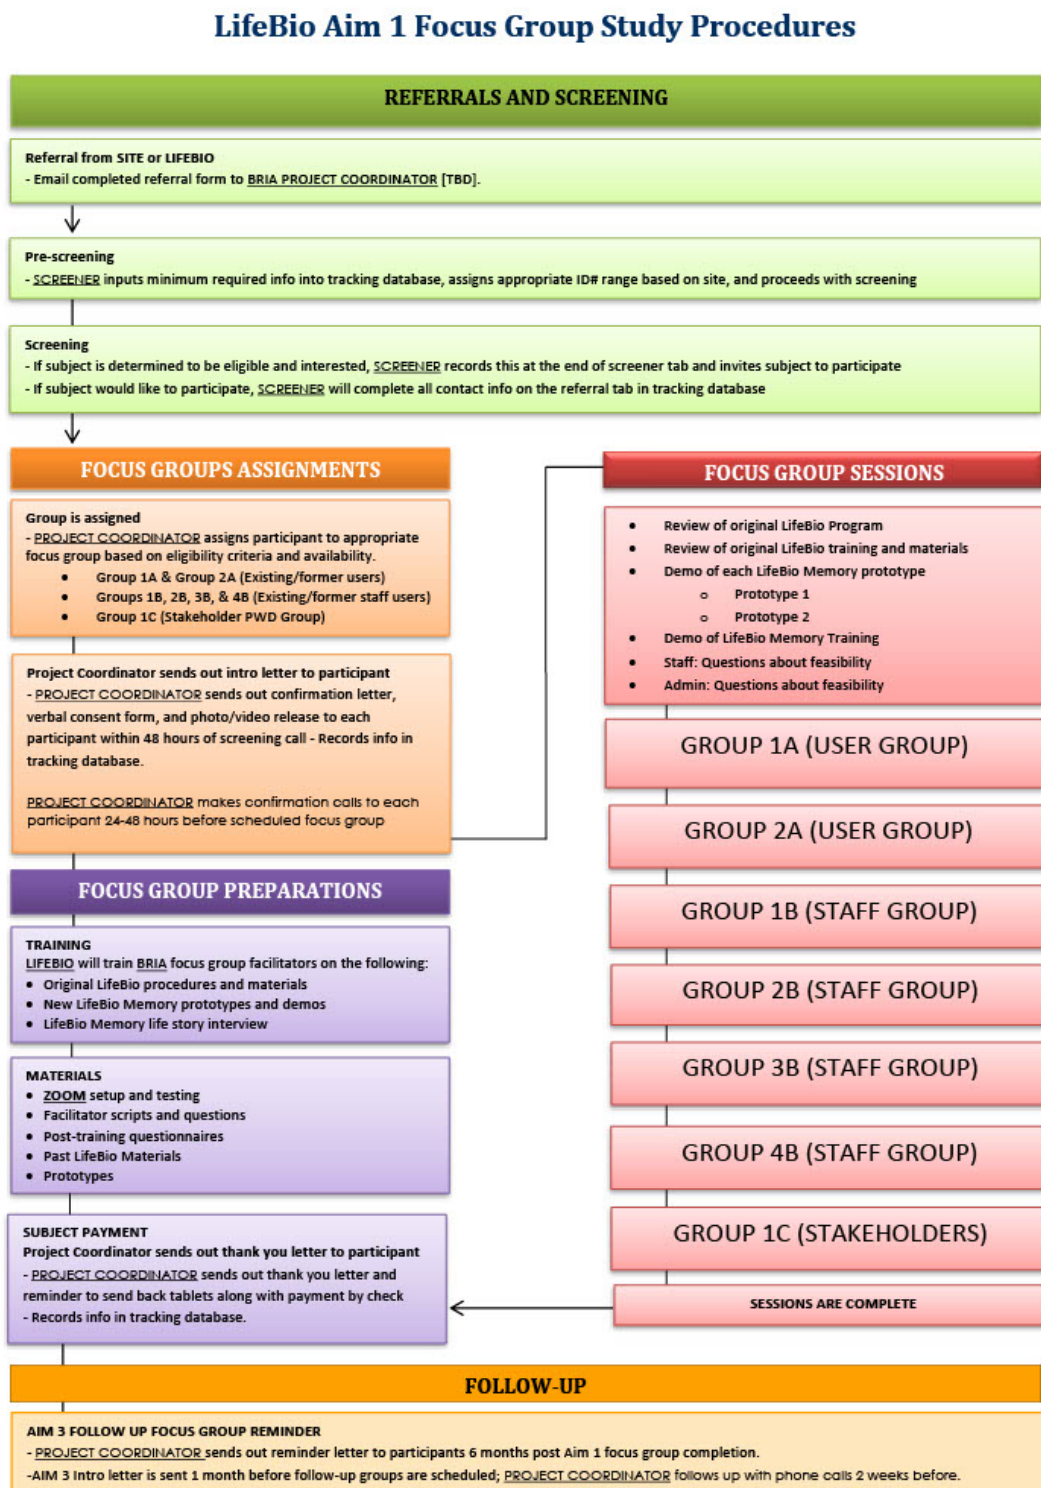 LifeBio Aim 1 Focus Group Study Procedures
REFERRALS AND SCREENING
Referral from SITE or LIFEBIO
- Email completed referral form to BRIA PROJECT COORDINATOR [TBD].
Pre-screening
- SCREENER inputs minimum required info into tracking database, assigns appropriate ID# range based on site, and proceeds with screening
Screening
- If subject is determined to be eligible and interested, SCREENER records this at the end of screener tab and invites subject to participate
- If subject would like to participate, SCREENER will complete all contact info on the referral tab in tracking database
FOCUS GROUPS ASSIGNMENTS
Group is assigned
- PROJECT COORDINATOR assigns participant to appropriate
focus group based on eligibility criteria and availability.
• Group 1A & Group 2A (Existing/former users)
• Groups 1B, 2B, 3B, & 4B (Existing/former staff users)
• Group 1C (Stakeholder PWD Group)
Project Coordinator sends out intro letter to participant
- PROJECT COORDINATOR sends out confirmation letter,
verbal consent form, and photo/video release to each
participant within 48 hours of screening call - Records info in
tracking database.
PROJECT COORDINATOR makes confirmation calls to each
participant 24-48 hours before scheduled focus group
FOCUS GROUP PREPARATIONS
TRAINING
LIFEBIO will train BRIA focus group facilitators on the following:
• Original LifeBio procedures and materials
• New LifeBio Memory prototypes and demos
• LifeBio Memory life story interview
MATERIALS
• ZOOM setup and testing
• Facilitator scripts and questions
• Post-training questionnaires
• Past LifeBio Materials
• Prototypes
SUBJECT PAYMENT
Project Coordinator sends out thank you letter to participant
- PROJECT COORDINATOR sends out thank you letter and
reminder to send back tablets along with payment by check
- Records info in tracking database.
FOCUS GROUP SESSIONS
• Review of original LifeBio Program
• Review of original LifeBio training and materials
• Demo of each LifeBio Memory prototype
o Prototype 1
o Prototype 2
• Demo of LifeBio Memory Training
• Staff: Questions about feasibility
• Admin: Questions about feasibility
GROUP 1A (USER GROUP)
GROUP 2A (USER GROUP)
GROUP 1B (STAFF GROUP)
GROUP 2B (STAFF GROUP)
GROUP 3B (STAFF GROUP)
GROUP 4B (STAFF GROUP)
GROUP 1C (STAKEHOLDERS)
SESSIONS ARE COMPLETE
FOLLOW-UP
AIM 3 FOLLOW UP FOCUS GROUP REMINDER
- PROJECT COORDINATOR sends out reminder letter to participants 6 months post Aim 1 focus group completion.
-AIM 3 Intro letter is sent 1 month before follow-up groups are scheduled; PROJECT COORDINATOR follows up with phone calls 2 weeks before.